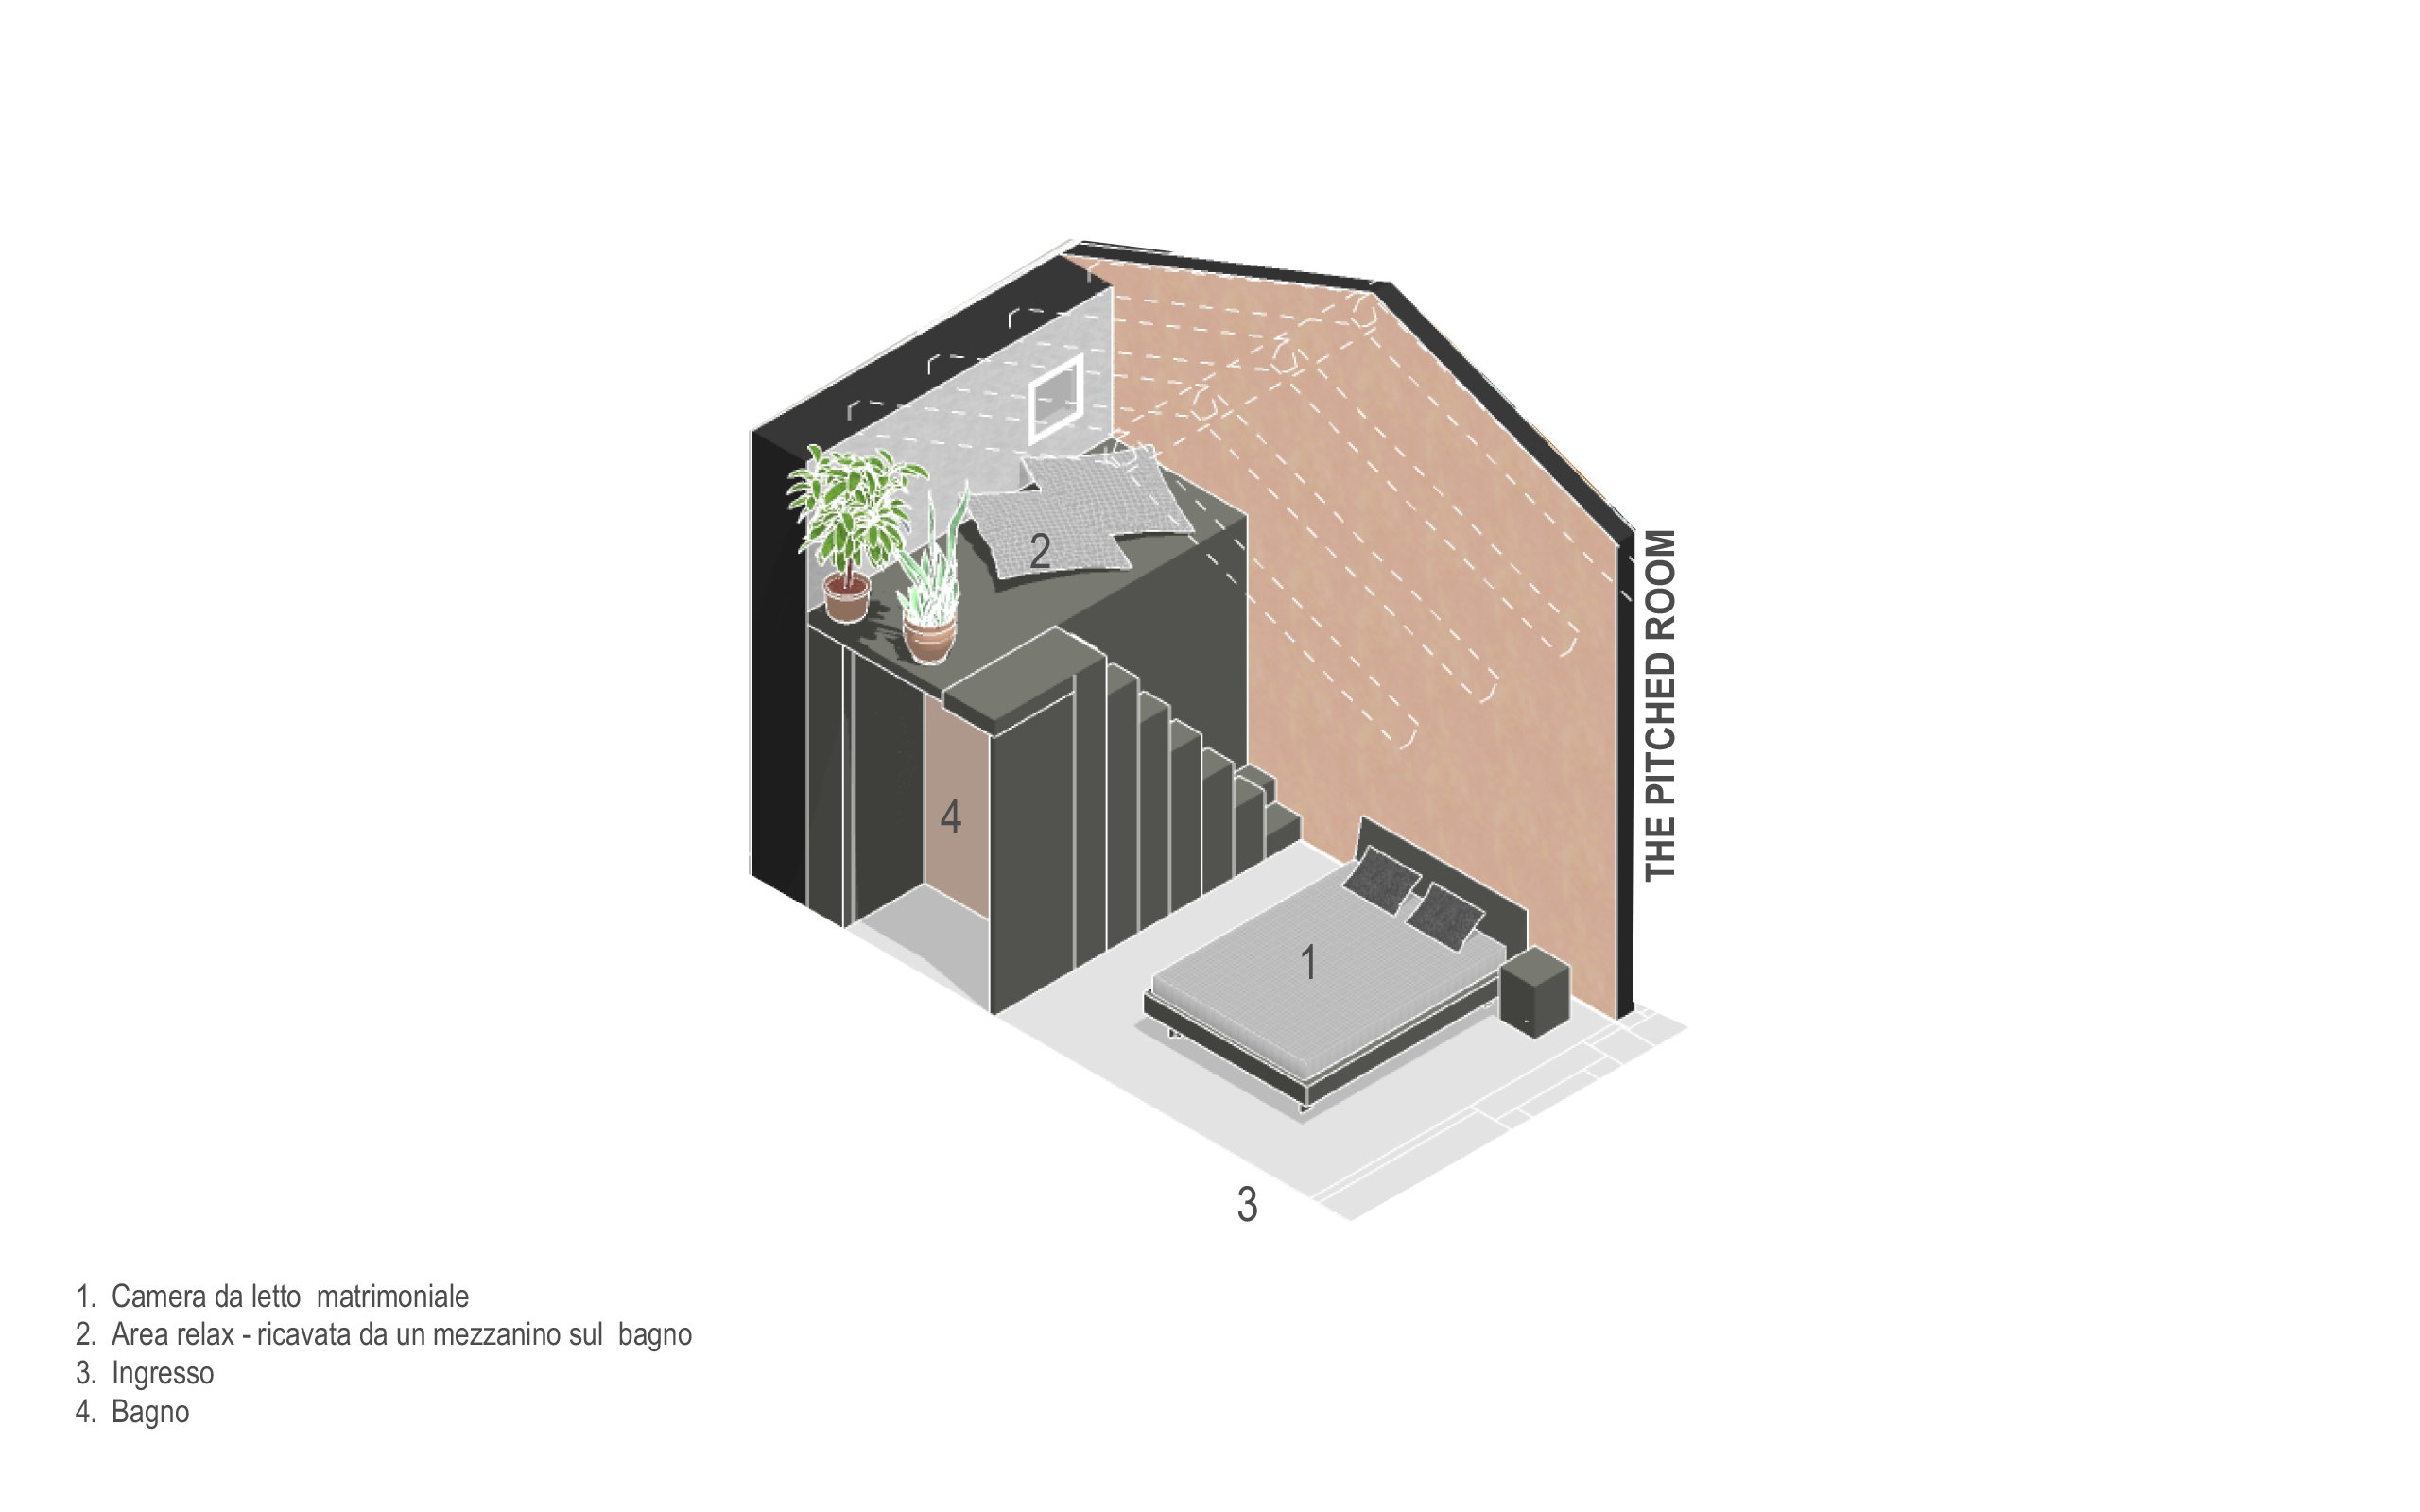 2
THE PITCHED ROOM
4
1
3
1. Camera da letto  matrimoniale
2. Area relax - ricavata da un mezzanino sul  bagno
3. Ingresso
4. Bagno